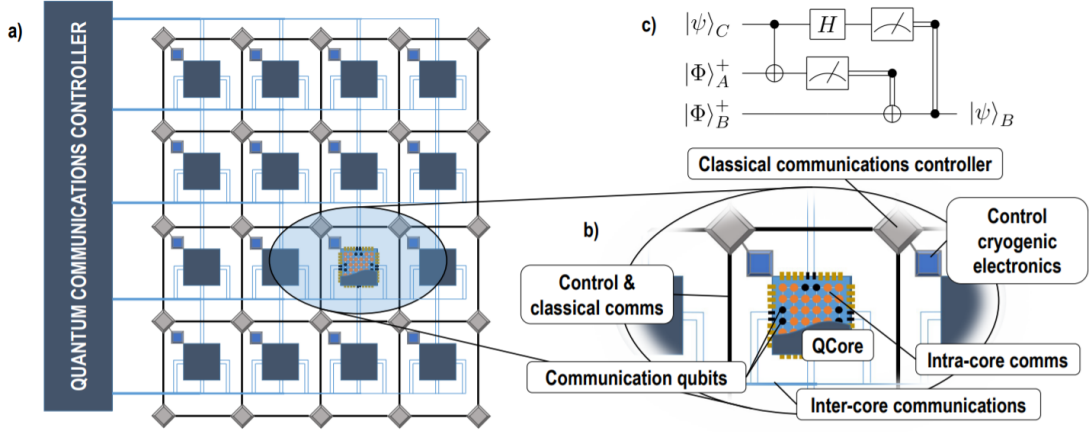 a)
QUANTUM COMMUNICATIONS CONTROLLER
c)
|ψ⟩_C
H
|Φ⟩⁺_A
|Φ⟩⁺_B
|ψ⟩_B
Classical communications controller
b)
Control
cryogenic
electronics
Control &
classical comms
QCore
Intra-core comms
Communication qubits
Inter-core communications